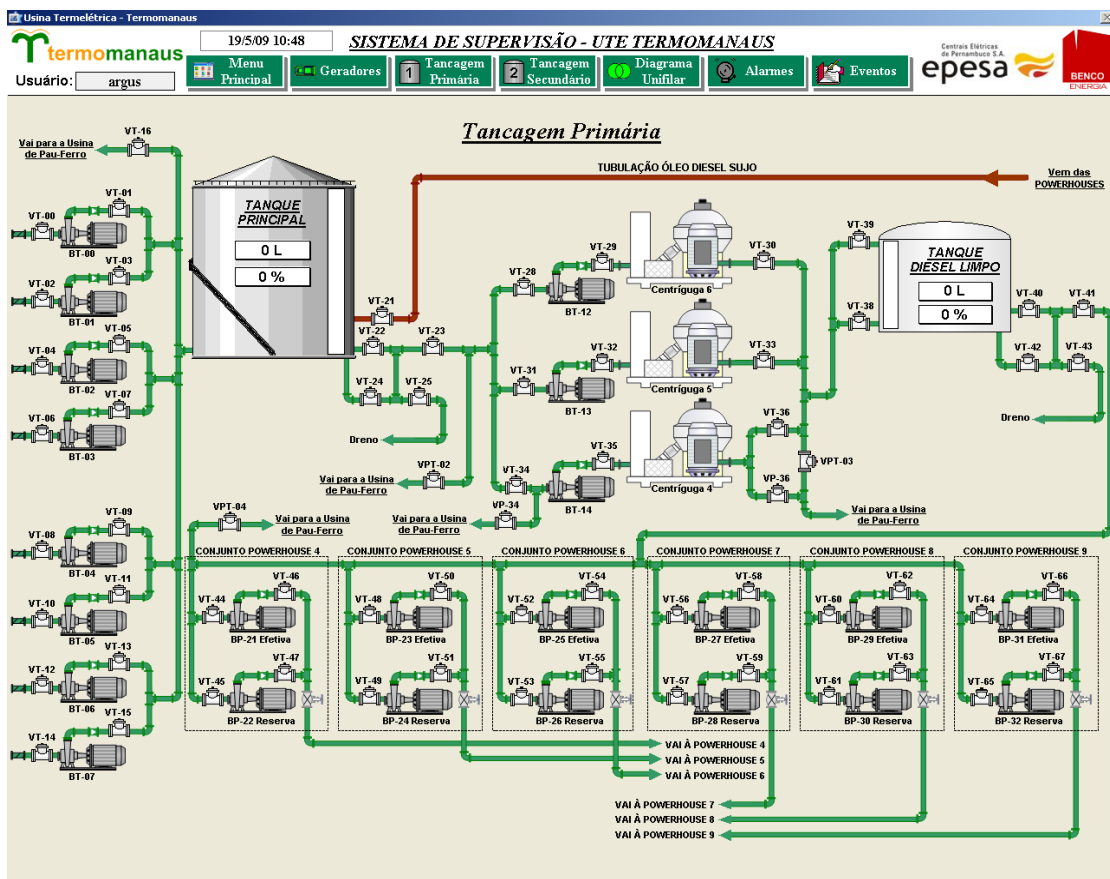 Usina Termelétrica - Termomanaus
termomanaus
19/5/09 10:48
SISTEMA DE SUPERVISÃO - UTE TERMOMANAUS
Usuário:
argus
Menu
Principal
Geradores
1
Tancagem
Primária
2
Tancagem
Secundário
Diagrama
Unifilar
Alarmes
Eventos
Centrais Elétricas
de Pernambuco S.A.
epesa
BENCO
ENERGIA
Tancagem Primária
VT-16
Vai para a Usina
de Pau-Ferro
TUBULAÇÃO ÓLEO DIESEL SUJO
Vem das
POWERHOUSES
VT-01
VT-00
BT-00
VT-03
VT-02
BT-01
VT-05
VT-04
BT-02
VT-07
VT-06
BT-03
TANQUE
PRINCIPAL
0 L
0 %
VT-21
VT-22
VT-23
VT-24
VT-25
Dreno
VPT-02
Vai para a Usina
de Pau-Ferro
VT-28
VT-29
BT-12
Centríguga 6
VT-30
VT-31
VT-32
BT-13
Centríguga 5
VT-33
VT-34
VT-35
BT-14
Centríguga 4
VT-36
VP-36
VPT-03
VP-34
Vai para a Usina
de Pau-Ferro
Vai para a Usina
de Pau-Ferro
VT-39
VT-38
TANQUE
DIESEL LIMPO
0 L
0 %
VT-40
VT-41
VT-42
VT-43
Dreno
VPT-04
Vai para a Usina
de Pau-Ferro
VT-09
VT-08
BT-04
VT-11
VT-10
BT-05
VT-13
VT-12
BT-06
VT-15
VT-14
BT-07
CONJUNTO POWERHOUSE 4
VT-46
VT-44
BP-21 Efetiva
VT-47
VT-45
BP-22 Reserva
CONJUNTO POWERHOUSE 5
VT-50
VT-48
BP-23 Efetiva
VT-51
VT-49
BP-24 Reserva
CONJUNTO POWERHOUSE 6
VT-54
VT-52
BP-25 Efetiva
VT-55
VT-53
BP-26 Reserva
CONJUNTO POWERHOUSE 7
VT-58
VT-56
BP-27 Efetiva
VT-59
VT-57
BP-28 Reserva
CONJUNTO POWERHOUSE 8
VT-62
VT-60
BP-29 Efetiva
VT-63
VT-61
BP-30 Reserva
CONJUNTO POWERHOUSE 9
VT-66
VT-64
BP-31 Efetiva
VT-67
VT-65
BP-32 Reserva
VAI À POWERHOUSE 4
VAI À POWERHOUSE 5
VAI À POWERHOUSE 6
VAI À POWERHOUSE 7
VAI À POWERHOUSE 8
VAI À POWERHOUSE 9